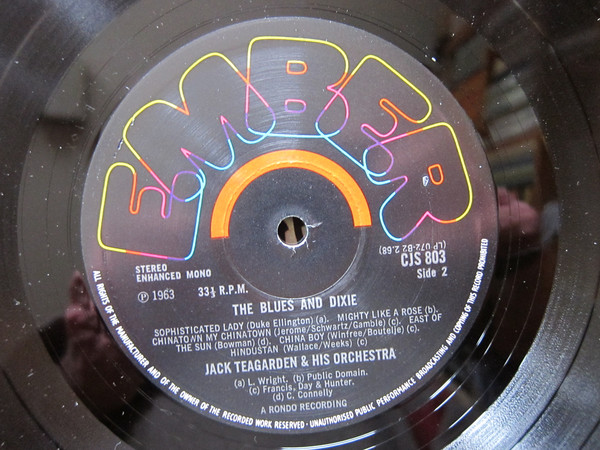 EMBER
STEREO
ENHANCED MONO
℗ 1963
33⅓ R.P.M.
(LP U72-B2 2.68)
CJS 803
Side 2
THE BLUES AND DIXIE
SOPHISTICATED LADY (Duke Ellington) (a). MIGHTY LIKE A ROSE (b).
CHINATOWN MY CHINATOWN (Jerome/Schwartz/Gamble) (c). EAST OF
THE SUN (Bowman) (d). CHINA BOY (Winfree/Boutelje) (c).
HINDUSTAN (Wallace/Weeks) (c)
JACK TEAGARDEN & HIS ORCHESTRA
(a) L. Wright. (b) Public Domain.
(c) Francis, Day & Hunter.
(d) C. Connelly
A RONDO RECORDING
ALL RIGHTS OF THE MANUFACTURER AND OF THE OWNER OF THE RECORDED WORK RESERVED · UNAUTHORISED PUBLIC PERFORMANCE BROADCASTING AND COPYING OF THIS RECORD PROHIBITED